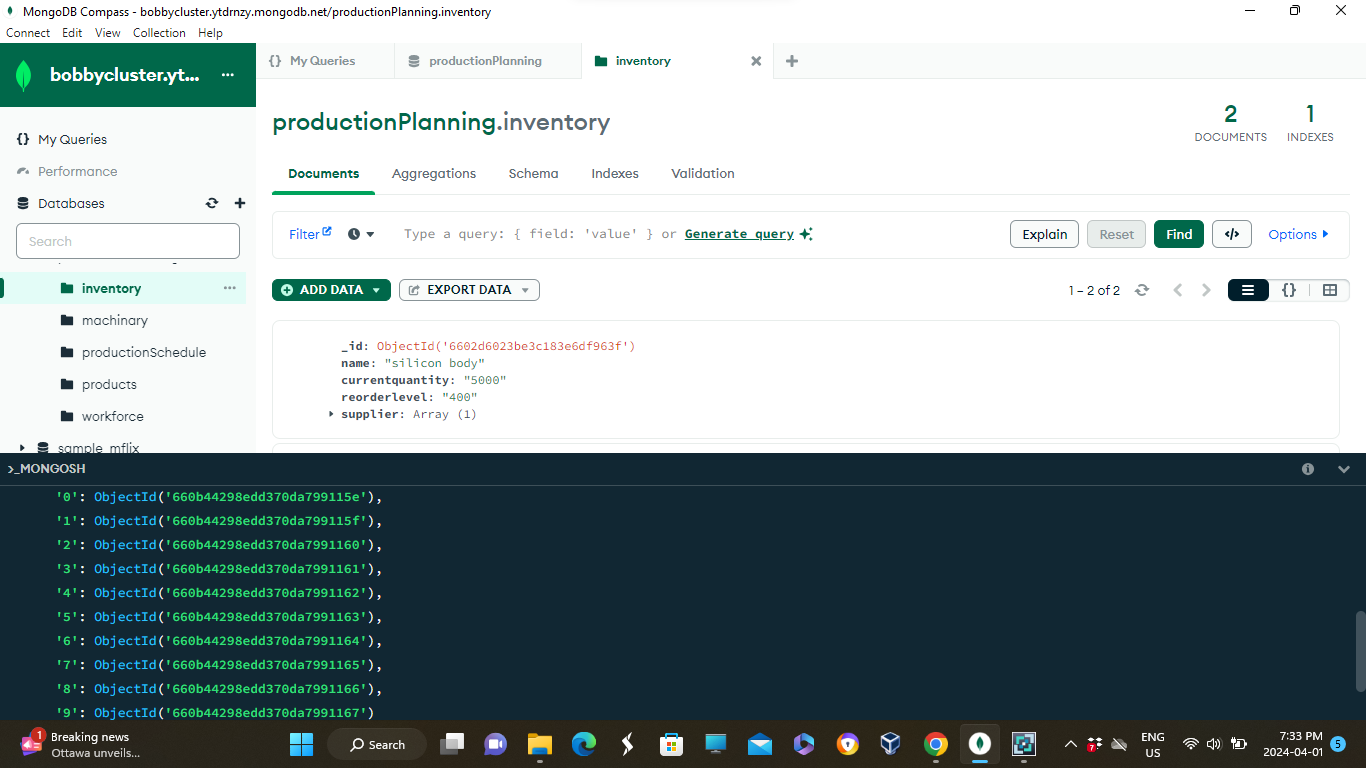 MongoDB Compass - bobbycluster.ytdrnzy.mongodb.net/productionPlanning.inventory
Connect Edit View Collection Help
bobbycluster.yt... ...
{} My Queries
productionPlanning
inventory
{} My Queries
Performance
Databases
Search
inventory
machinary
productionSchedule
products
workforce
sample_mflix
productionPlanning.inventory
2
DOCUMENTS
1
INDEXES
Documents Aggregations Schema Indexes Validation
Filter Type a query: { field: 'value' } or Generate query Explain Reset Find </> Options
ADD DATA EXPORT DATA 1 – 2 of 2 {}
_id: ObjectId('6602d6023be3c183e6df963f')
name: "silicon body"
currentquantity: "5000"
reorderlevel: "400"
supplier: Array (1)
>_MONGOSH
'0': ObjectId('660b44298edd370da799115e'),
'1': ObjectId('660b44298edd370da799115f'),
'2': ObjectId('660b44298edd370da7991160'),
'3': ObjectId('660b44298edd370da7991161'),
'4': ObjectId('660b44298edd370da7991162'),
'5': ObjectId('660b44298edd370da7991163'),
'6': ObjectId('660b44298edd370da7991164'),
'7': ObjectId('660b44298edd370da7991165'),
'8': ObjectId('660b44298edd370da7991166'),
'9': ObjectId('660b44298edd370da7991167')
1
Breaking news
Ottawa unveils...
Search
7
ENG
US
7:33 PM
2024-04-01
5